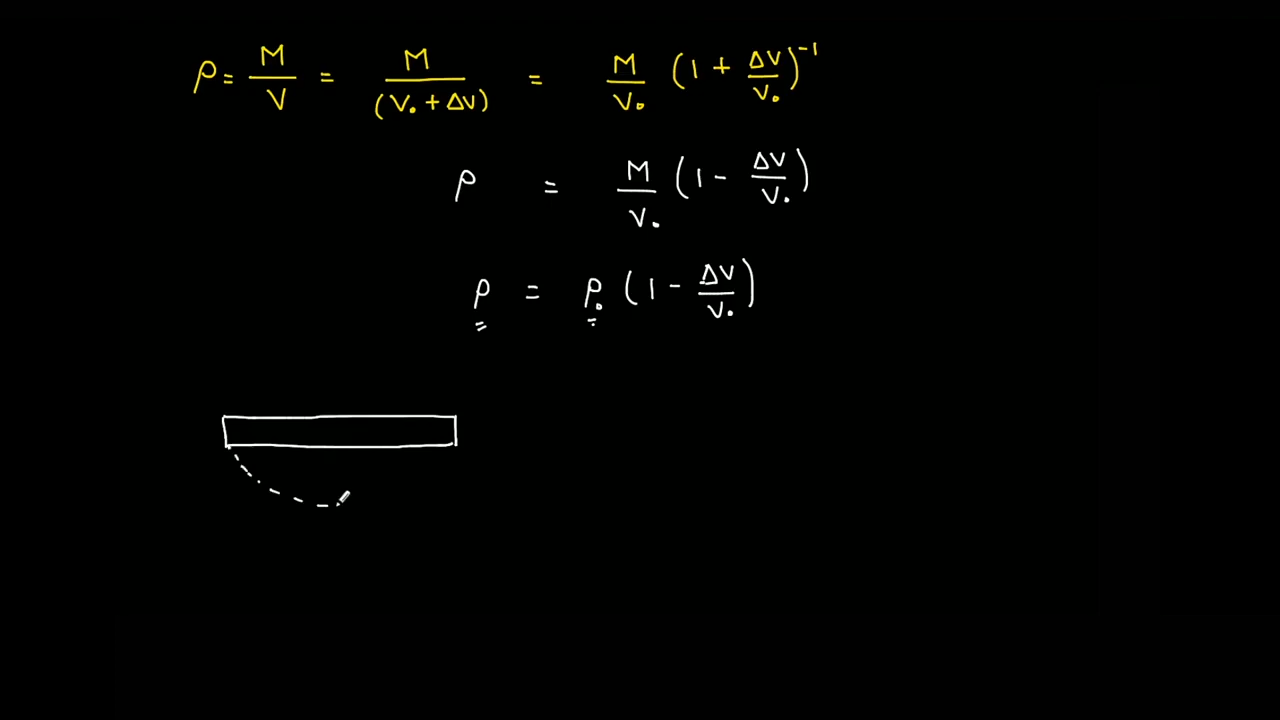 ρ = M/V = M/(V₀ + ΔV) = M/V₀ (1 + ΔV/V₀)⁻¹
ρ = M/V₀ (1 - ΔV/V₀)
ρ = ρ₀ (1 - ΔV/V₀)